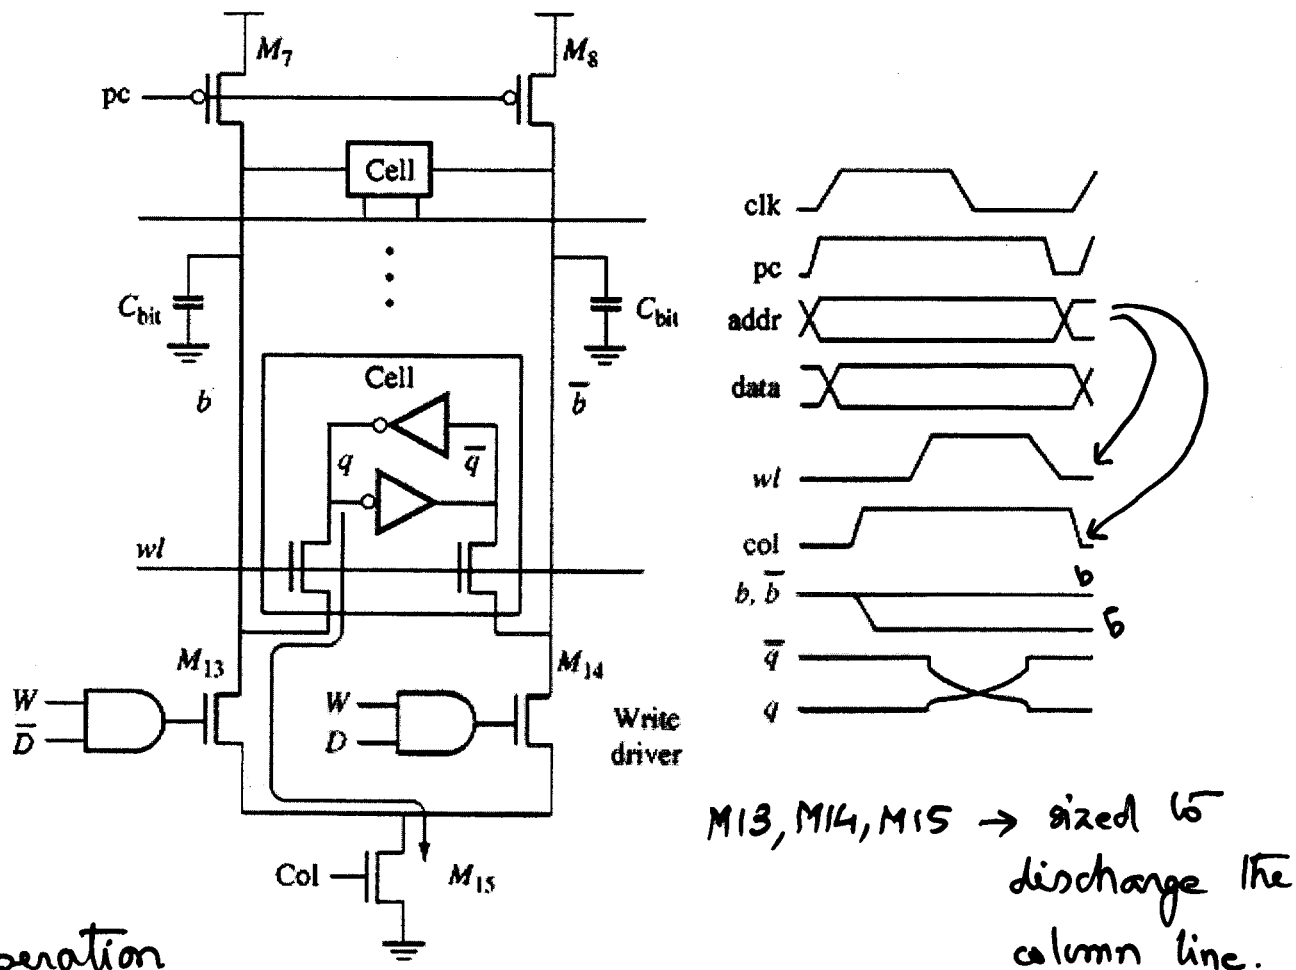 M₇
M₈
pc
Cell
C_bit
C_bit
b
b̅
Cell
q
q̅
wl
M₁₃
M₁₄
W
D̅
W
D
Write
driver
Col
M₁₅
clk
pc
addr
data
wl
col
b, b̅
b
b̅
q̅
q
M13, M14, M15 → sized to
discharge the
column line.
peration